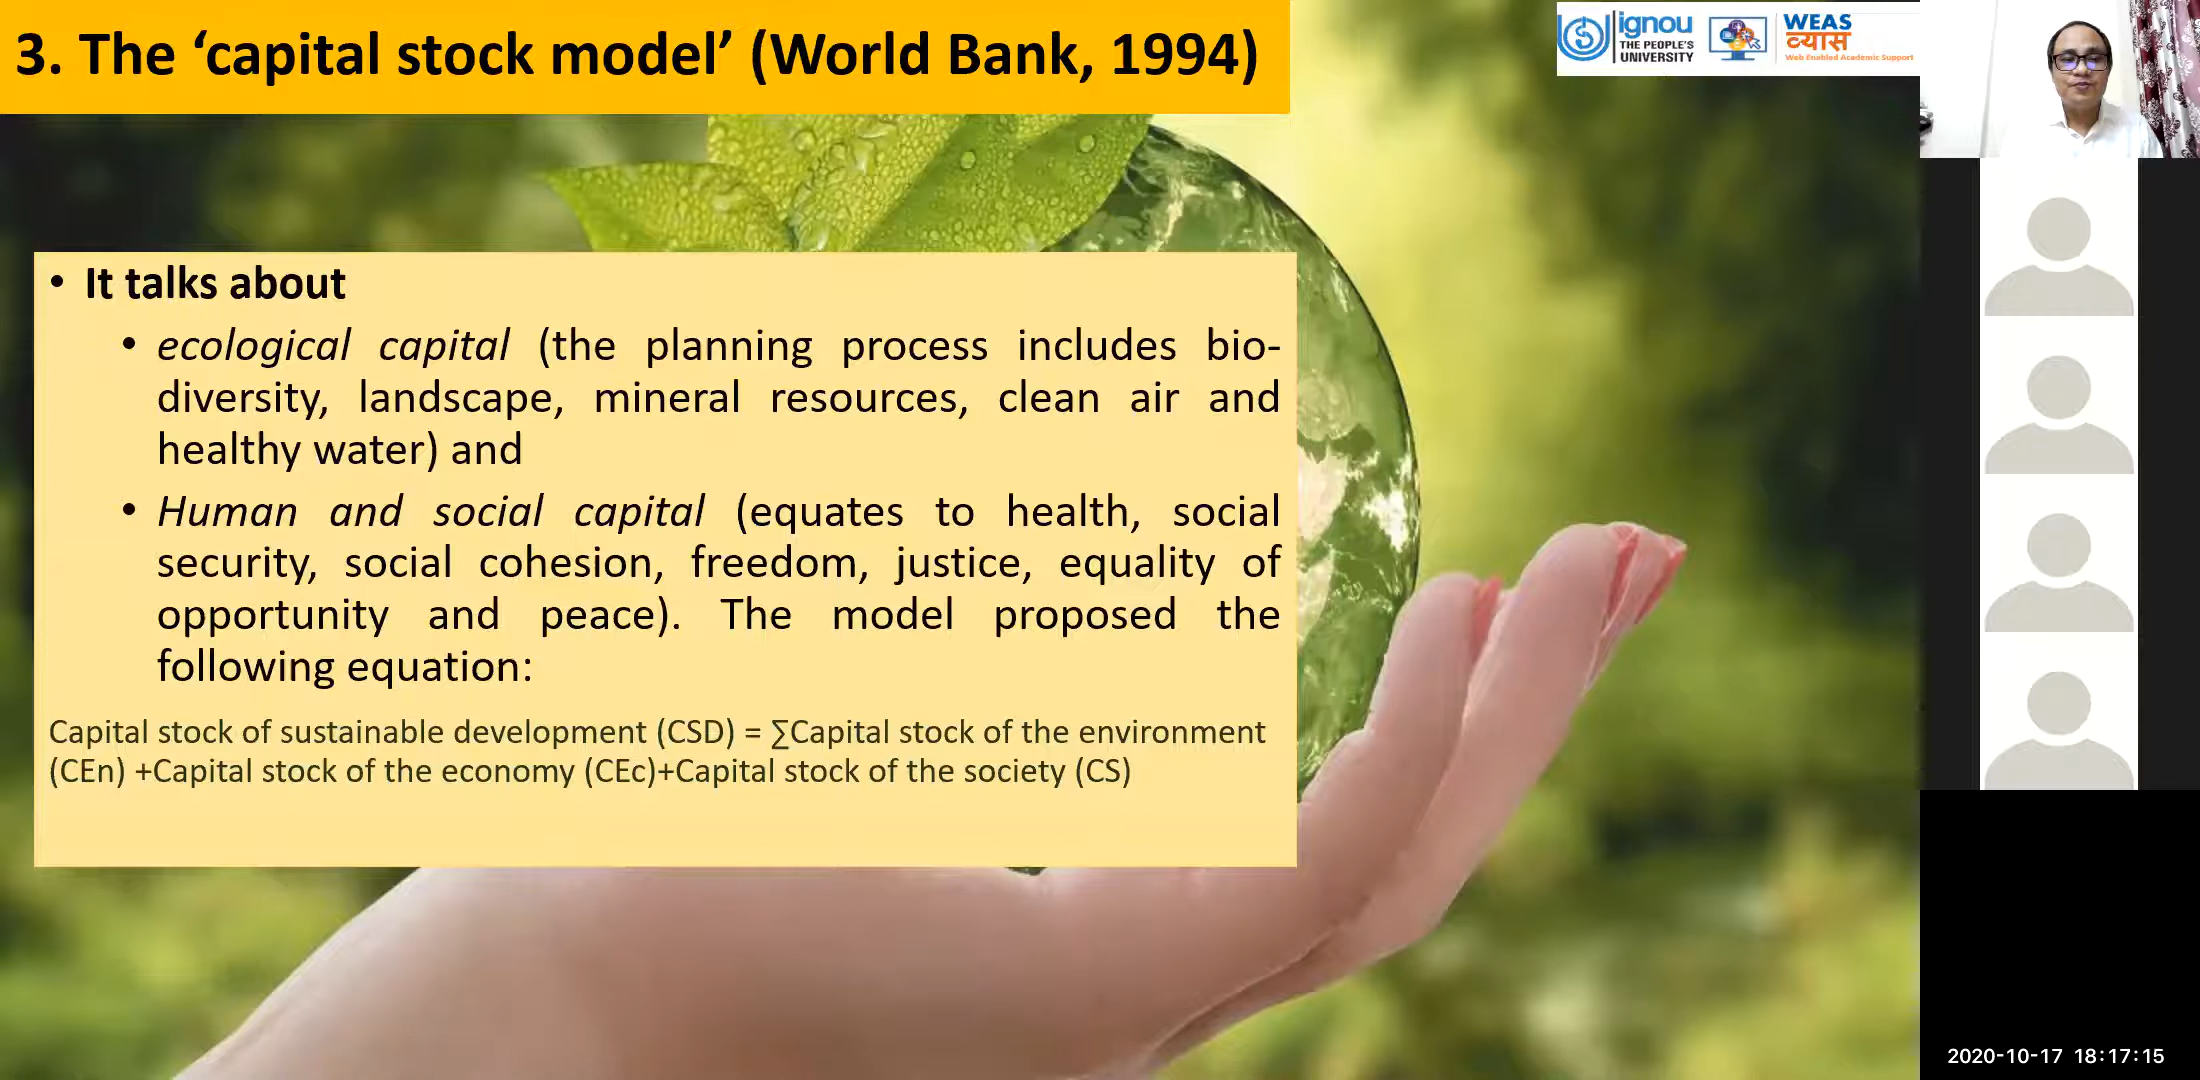 3. The ‘capital stock model’ (World Bank, 1994)
ignou
THE PEOPLE'S
UNIVERSITY
WEAS
व्यास
Web Enabled Academic Support
• It talks about
• ecological capital (the planning process includes bio-
diversity, landscape, mineral resources, clean air and
healthy water) and
• Human and social capital (equates to health, social
security, social cohesion, freedom, justice, equality of
opportunity and peace). The model proposed the
following equation:
Capital stock of sustainable development (CSD) = ∑Capital stock of the environment
(CEn) +Capital stock of the economy (CEc)+Capital stock of the society (CS)
2020-10-17 18:17:15